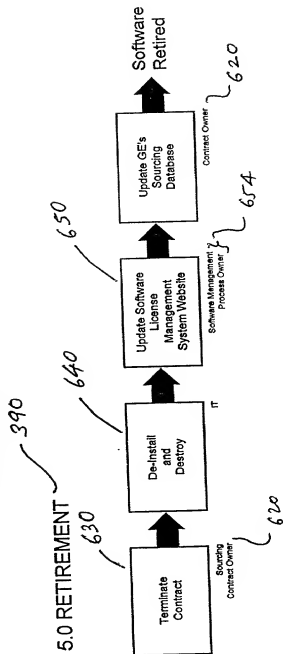 5.0 RETIREMENT
390
630
Terminate
Contract
Sourcing
Contract Owner
620
640
De-Install
and
Destroy
IT
650
Update Software
License
Management
System Website
Software Management
Process Owner
654
Update GE's
Sourcing
Database
Contract Owner
620
Software
Retired